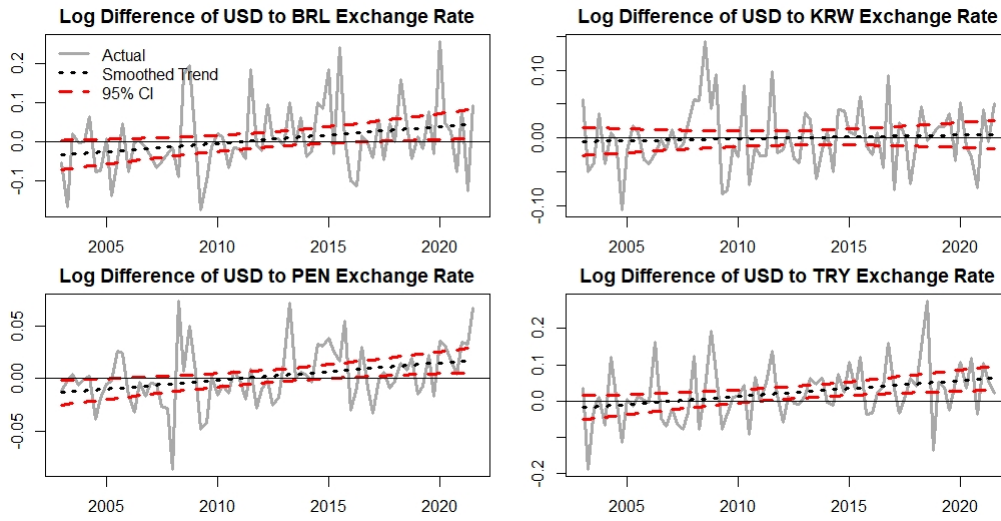 Log Difference of USD to BRL Exchange Rate
Actual
Smoothed Trend
95% CI
0.2
0.1
0.0
-0.1
2005 2010 2015 2020
Log Difference of USD to KRW Exchange Rate
0.10
0.00
-0.10
2005 2010 2015 2020
Log Difference of USD to PEN Exchange Rate
0.05
0.00
-0.05
2005 2010 2015 2020
Log Difference of USD to TRY Exchange Rate
0.2
0.1
0.0
-0.2
2005 2010 2015 2020